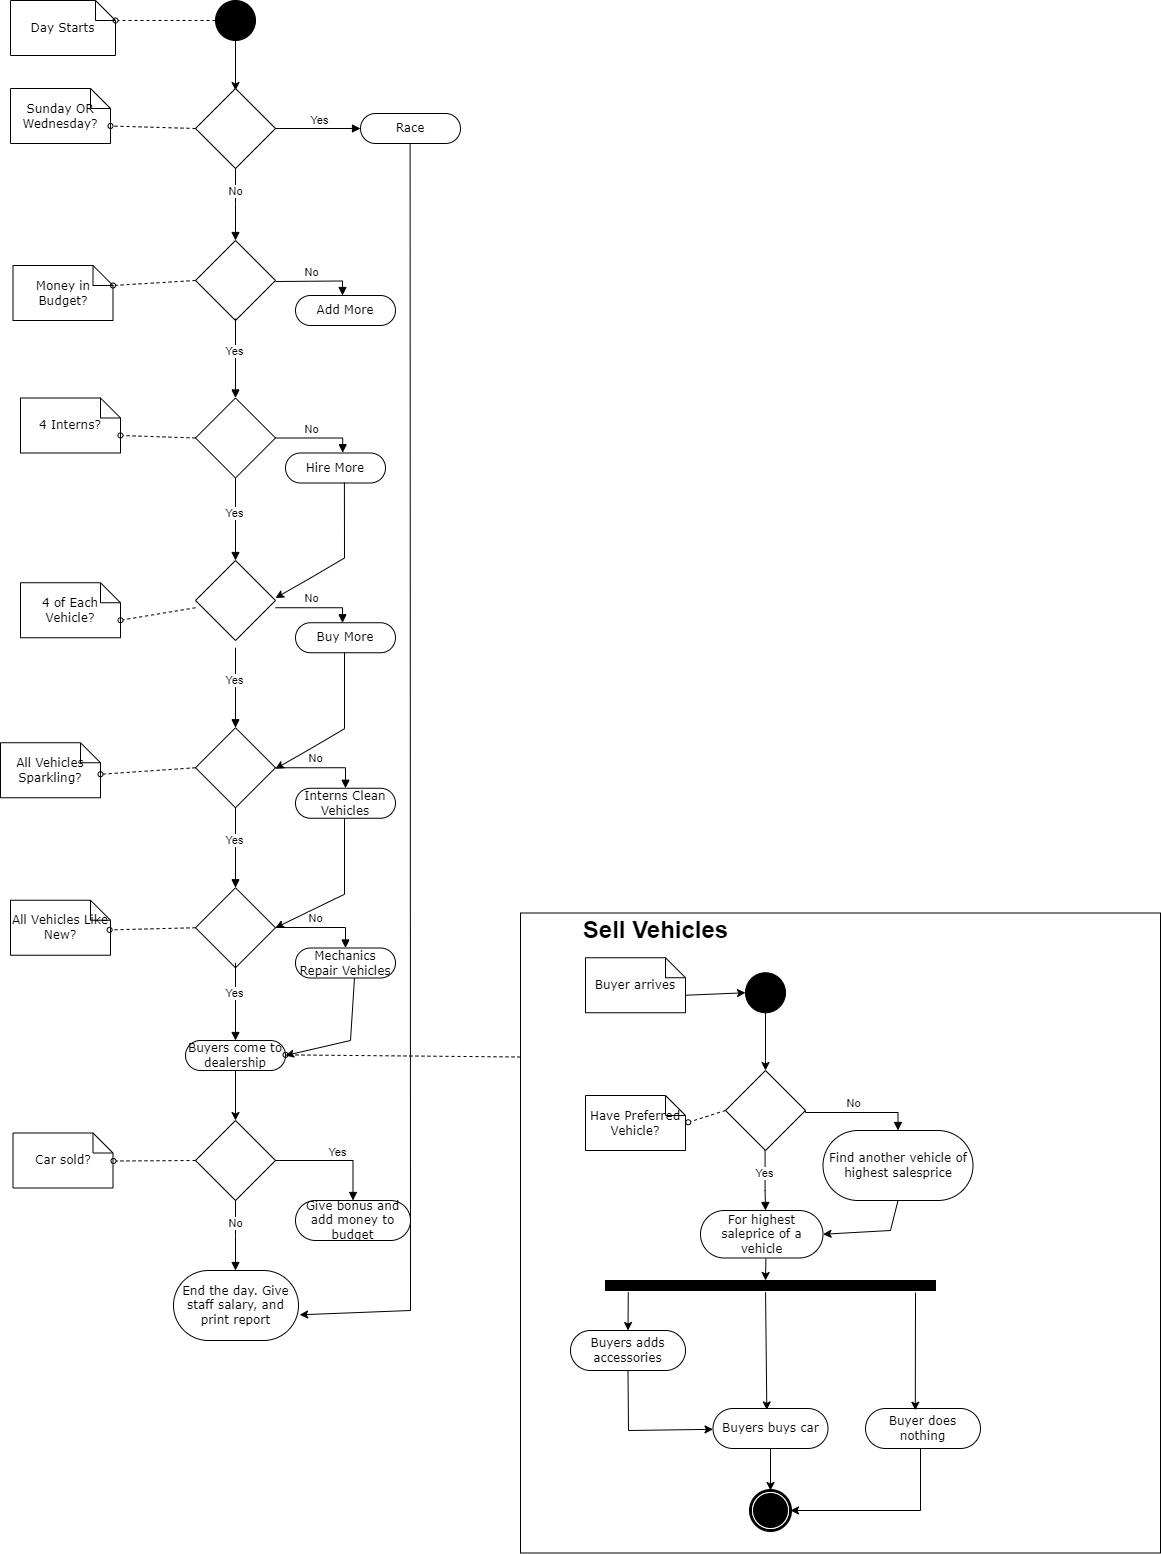 Day Starts
Sunday OR
Wednesday?
Yes
Race
No
Money in
Budget?
No
Add More
Yes
4 Interns?
No
Hire More
Yes
4 of Each
Vehicle?
No
Buy More
Yes
All Vehicles
Sparkling?
No
Interns Clean
Vehicles
Yes
All Vehicles Like
New?
No
Mechanics
Repair Vehicles
Yes
Buyers come to
dealership
Car sold?
Yes
Give bonus and
add money to
budget
No
End the day. Give
staff salary, and
print report
Sell Vehicles
Buyer arrives
Have Preferred
Vehicle?
No
Find another vehicle of
highest salesprice
Yes
For highest
saleprice of a
vehicle
Buyers adds
accessories
Buyers buys car
Buyer does
nothing